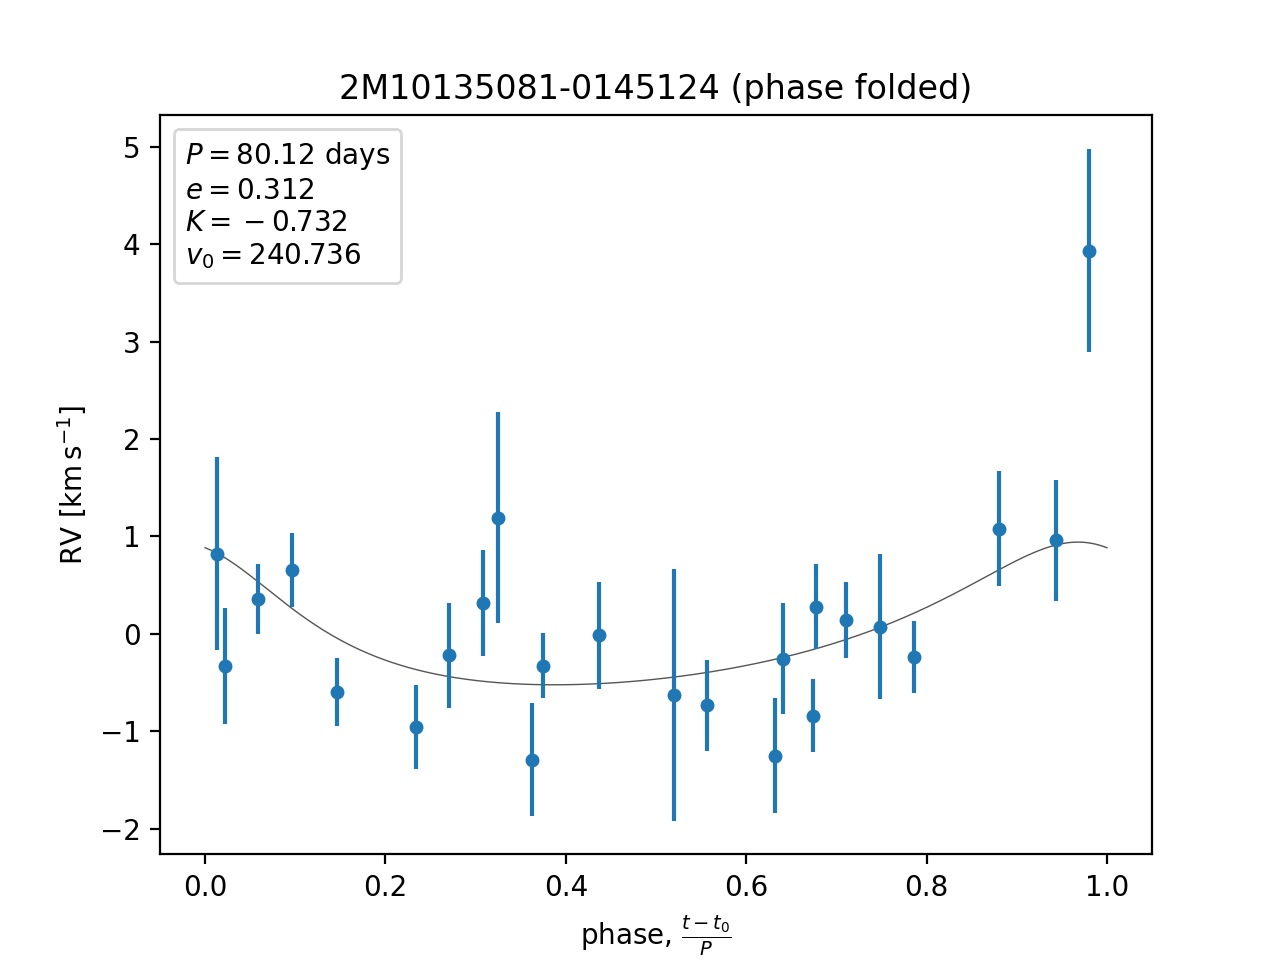 2M10135081-0145124 (phase folded)
P = 80.12 days
e = 0.312
K = −0.732
v₀ = 240.736
5
4
3
2
1
0
−1
−2
RV [km s⁻¹]
0.0 0.2 0.4 0.6 0.8 1.0
phase, (t − t₀)/P